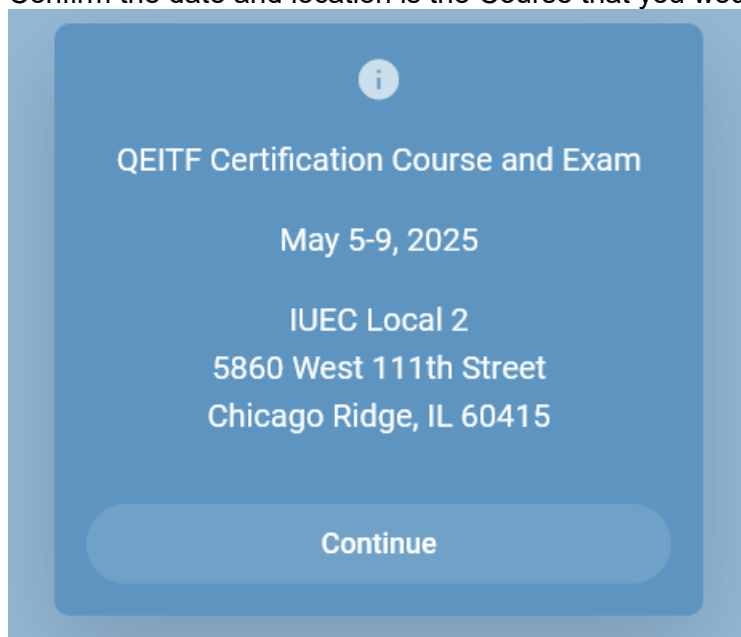 Confirm the date and location is the Course that you wou
i
QEITF Certification Course and Exam
May 5-9, 2025
IUEC Local 2
5860 West 111th Street
Chicago Ridge, IL 60415
Continue